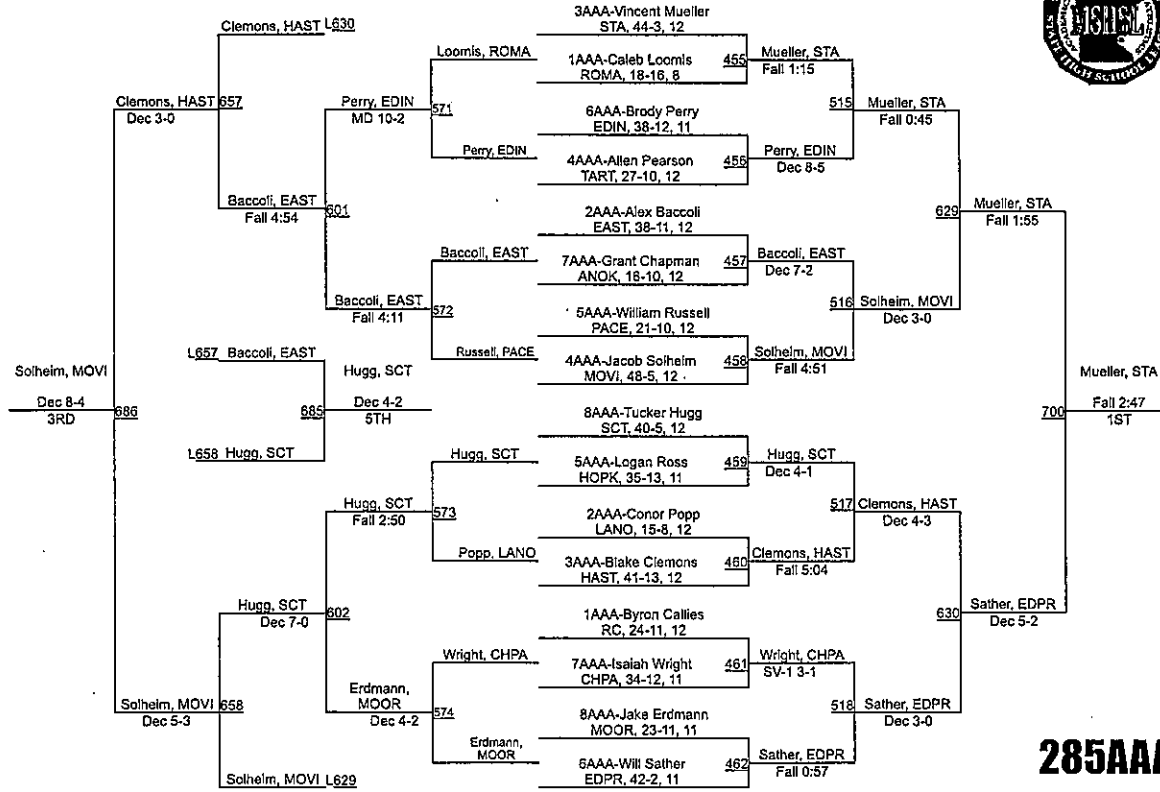 3AAA-Vincent Mueller
STA, 44-3, 12
Clemons, HAST L630
Loomis, ROMA
1AAA-Caleb Loomis
ROMA, 18-16, 8
455
Mueller, STA
Fall 1:15
Clemons, HAST 657
Dec 3-0
Perry, EDIN
MD 10-2
571
6AAA-Brody Perry
EDIN, 38-12, 11
515
Mueller, STA
Fall 0:45
Perry, EDIN
4AAA-Allen Pearson
TART, 27-10, 12
456
Perry, EDIN
Dec 8-5
Baccoli, EAST
Fall 4:54
601
2AAA-Alex Baccoli
EAST, 38-11, 12
629
Mueller, STA
Fall 1:55
Baccoli, EAST
7AAA-Grant Chapman
ANOK, 16-10, 12
457
Baccoli, EAST
Dec 7-2
Baccoli, EAST
Fall 4:11
572
5AAA-William Russell
PACE, 21-10, 12
516
Solheim, MOVI
Dec 3-0
L657 Baccoli, EAST
Russell, PACE
4AAA-Jacob Solheim
MOVI, 48-5, 12
458
Solheim, MOVI
Fall 4:51
Solheim, MOVI
Dec 8-4
3RD
686
685
Hugg, SCT
Dec 4-2
5TH
8AAA-Tucker Hugg
SCT, 40-5, 12
700
Mueller, STA
Fall 2:47
1ST
L658 Hugg, SCT
Hugg, SCT
5AAA-Logan Ross
HOPK, 35-13, 11
459
Hugg, SCT
Dec 4-1
Hugg, SCT
Fall 2:50
573
2AAA-Conor Popp
LANO, 15-8, 12
517
Clemons, HAST
Dec 4-3
Popp, LANO
3AAA-Blake Clemons
HAST, 41-13, 12
460
Clemons, HAST
Fall 5:04
Hugg, SCT
Dec 7-0
602
1AAA-Byron Callies
RC, 24-11, 12
630
Sather, EDPR
Dec 5-2
Wright, CHPA
7AAA-Isaiah Wright
CHPA, 34-12, 11
461
Wright, CHPA
SV-1 3-1
Solheim, MOVI 658
Dec 5-3
Erdmann,
MOOR
Dec 4-2
574
8AAA-Jake Erdmann
MOOR, 23-11, 11
518
Sather, EDPR
Dec 3-0
Erdmann,
MOOR
6AAA-Will Sather
EDPR, 42-2, 11
462
Sather, EDPR
Fall 0:57
Solheim, MOVI L629
285AAA
MSHSL
HIGH SCHOOL